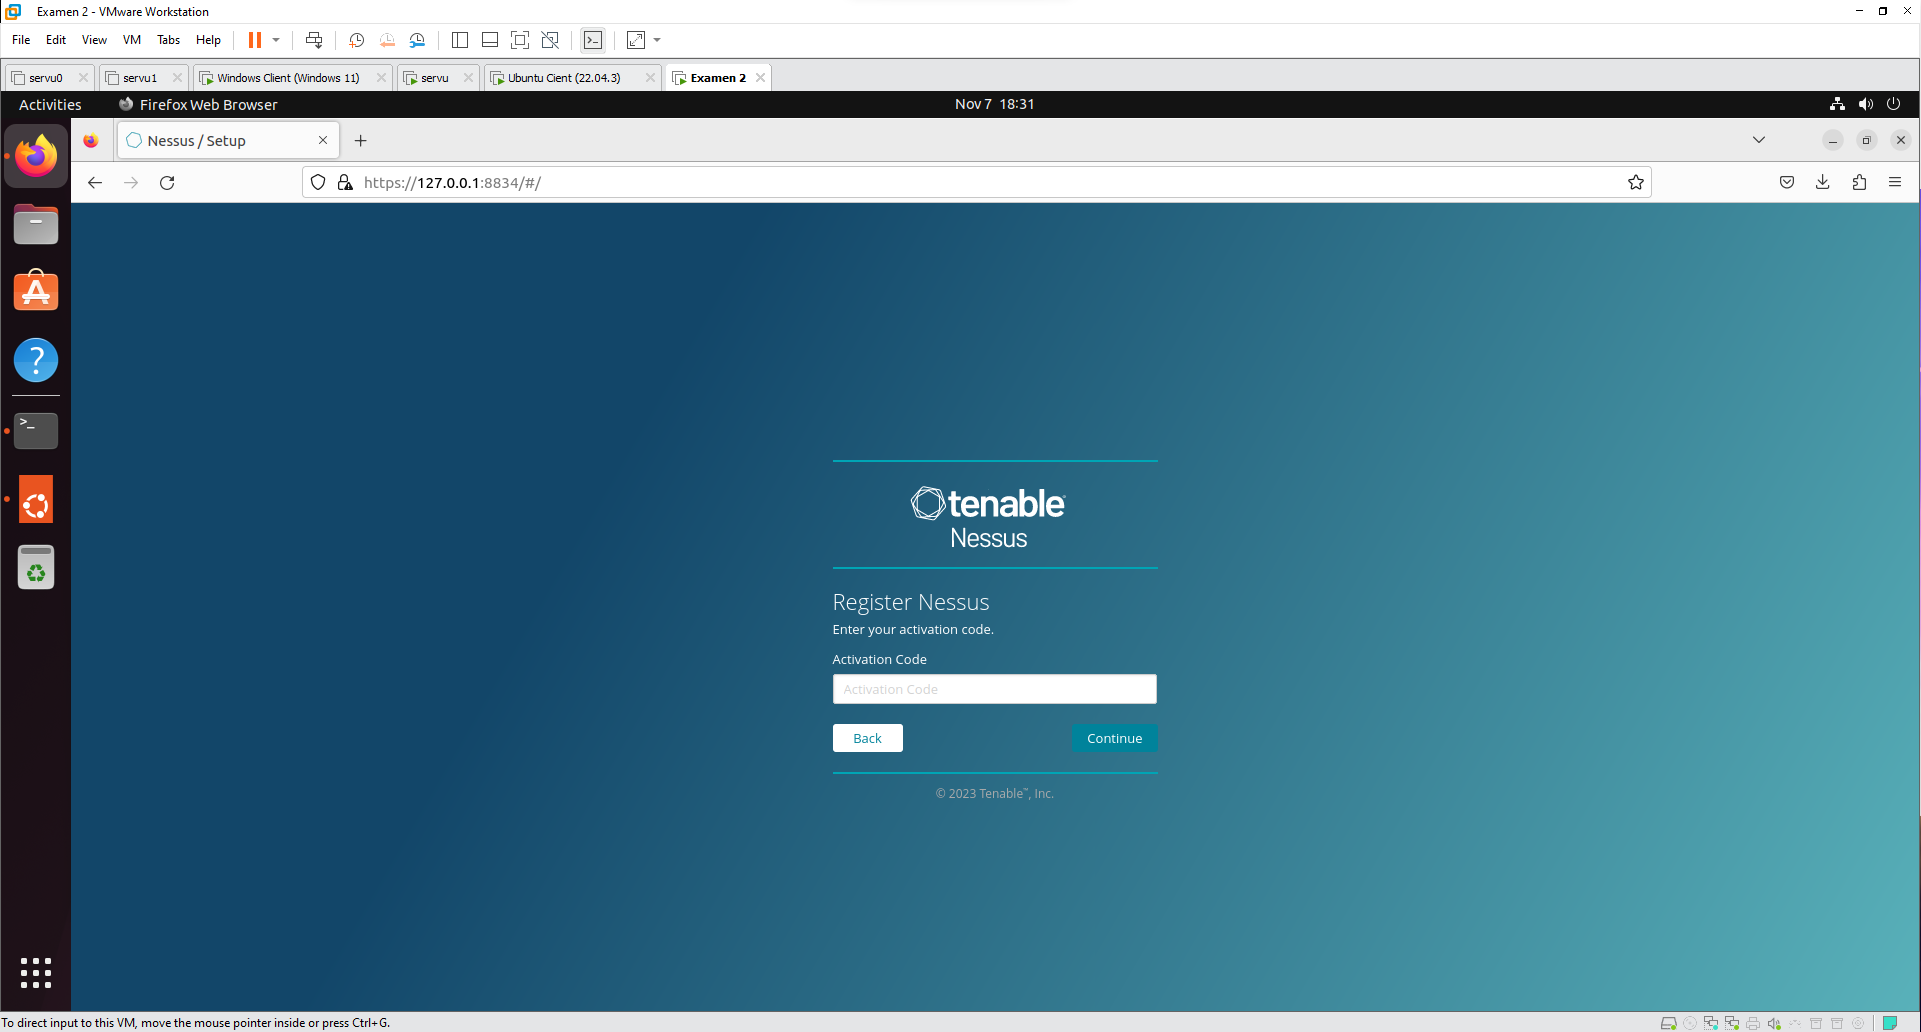 Examen 2 - VMware Workstation
File Edit View VM Tabs Help
servu0 servu1 Windows Client (Windows 11) servu Ubuntu Cient (22.04.3) Examen 2
Activities Firefox Web Browser Nov 7 18:31
Nessus / Setup
https://127.0.0.1:8834/#/
tenable
Nessus
Register Nessus
Enter your activation code.
Activation Code
Activation Code
Back Continue
© 2023 Tenable™, Inc.
To direct input to this VM, move the mouse pointer inside or press Ctrl+G.